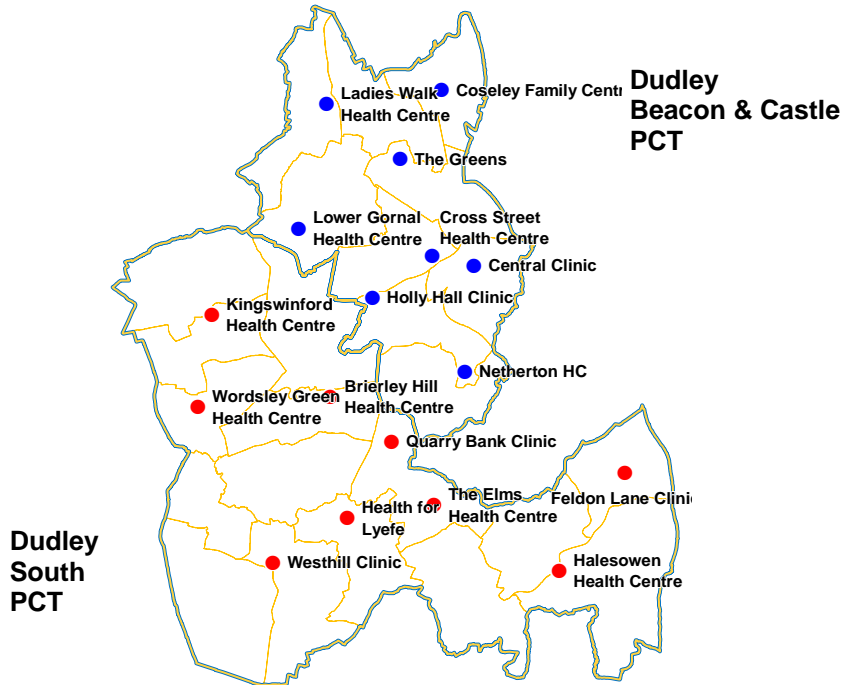 Dudley
Beacon & Castle
PCT
Ladies Walk
Health Centre
Coseley Family Centr
The Greens
Lower Gornal
Health Centre
Cross Street
Health Centre
Central Clinic
Holly Hall Clinic
Kingswinford
Health Centre
Netherton HC
Wordsley Green
Health Centre
Brierley Hill
Health Centre
Quarry Bank Clinic
The Elms
Health Centre
Feldon Lane Clini
Health for
Lyefe
Westhill Clinic
Halesowen
Health Centre
Dudley
South
PCT